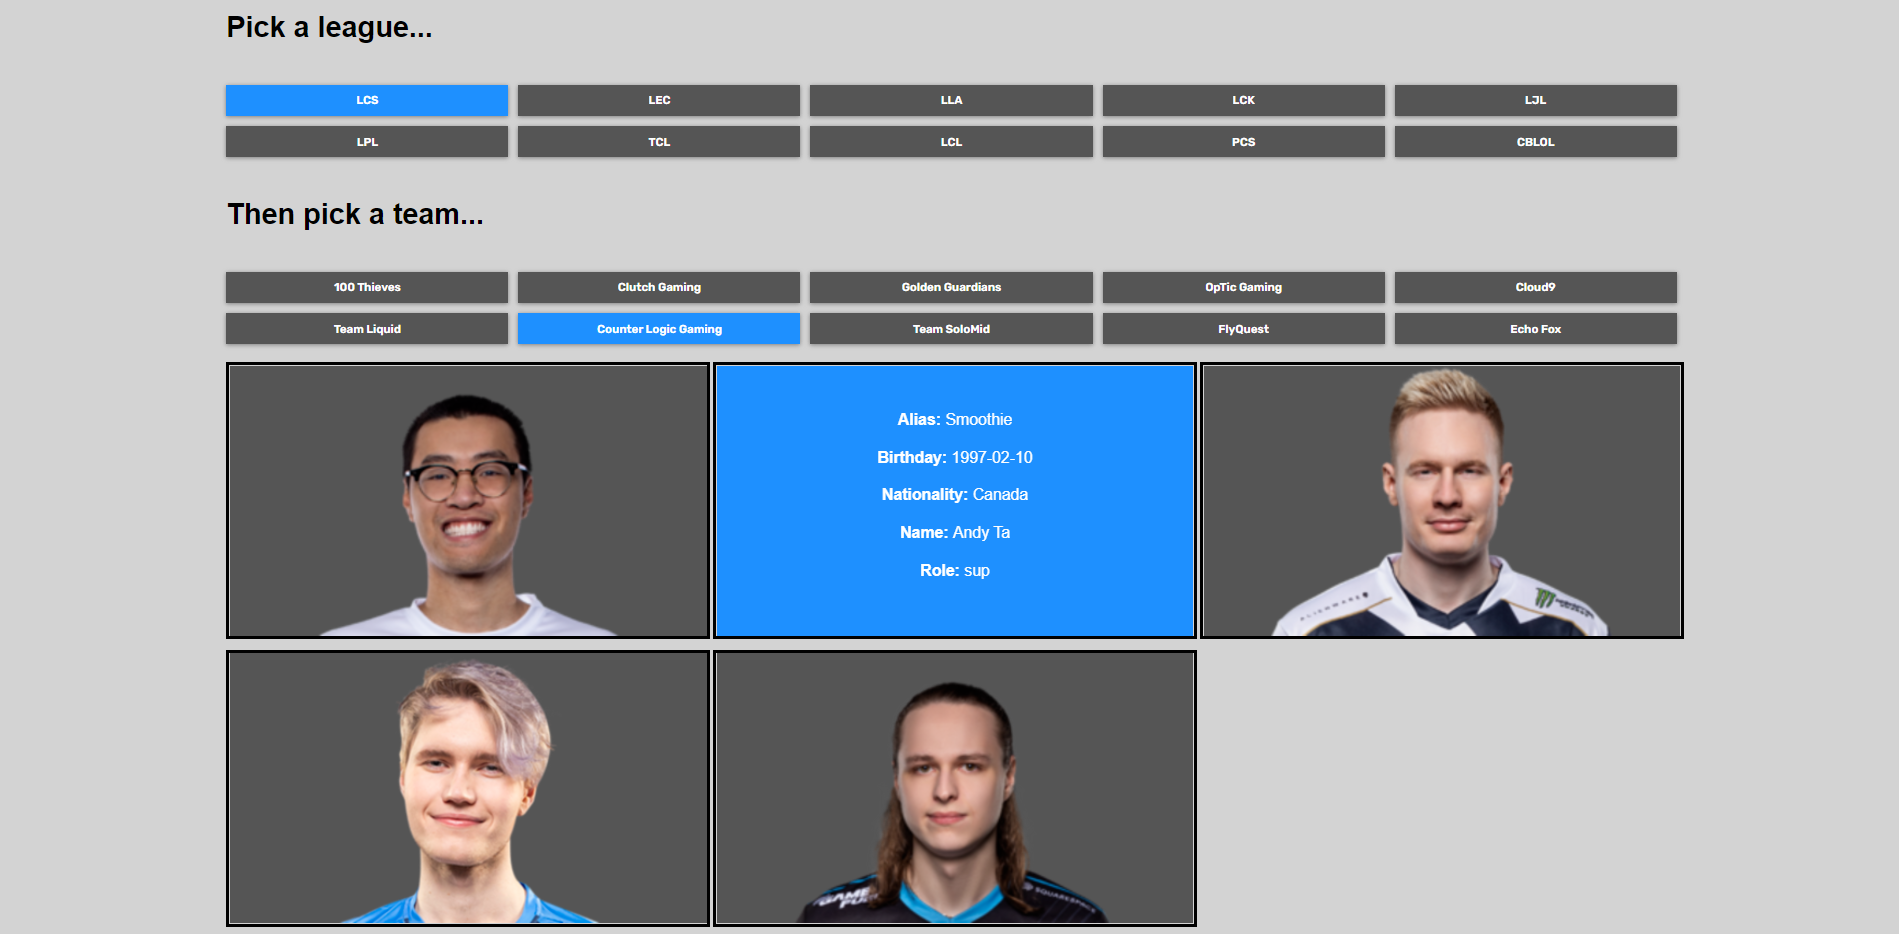 Pick a league...
LCS
LEC
LLA
LCK
LJL
LPL
TCL
LCL
PCS
CBLOL
Then pick a team...
100 Thieves
Clutch Gaming
Golden Guardians
OpTic Gaming
Cloud9
Team Liquid
Counter Logic Gaming
Team SoloMid
FlyQuest
Echo Fox
Alias: Smoothie
Birthday: 1997-02-10
Nationality: Canada
Name: Andy Ta
Role: sup
ALIENWARE
SQUARESPACE